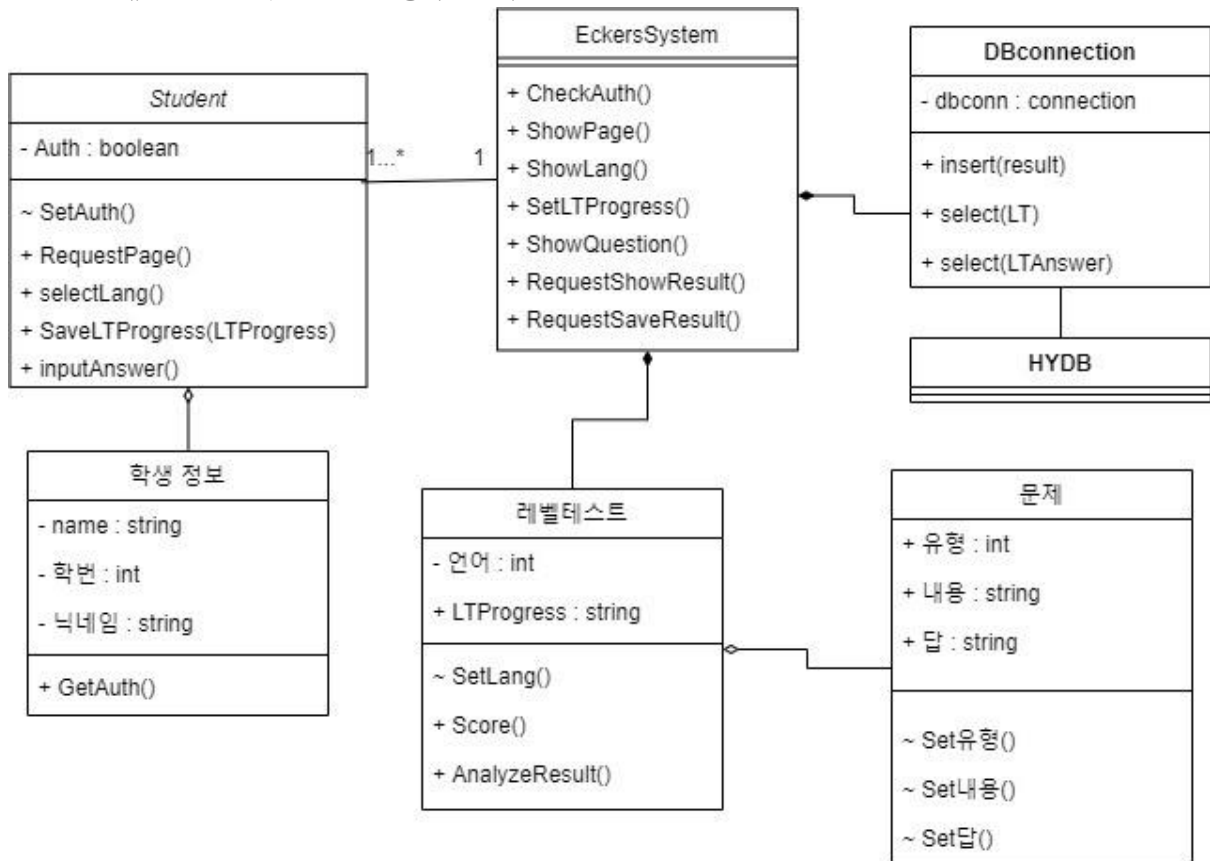 EckersSystem
+ CheckAuth()
+ ShowPage()
+ ShowLang()
+ SetLTProgress()
+ ShowQuestion()
+ RequestShowResult()
+ RequestSaveResult()
DBconnection
- dbconn : connection
+ insert(result)
+ select(LT)
+ select(LTAnswer)
Student
- Auth : boolean
~ SetAuth()
+ RequestPage()
+ selectLang()
+ SaveLTProgress(LTProgress)
+ inputAnswer()
1...*
1
HYDB
학생 정보
- name : string
- 학번 : int
- 닉네임 : string
+ GetAuth()
레벨테스트
- 언어 : int
+ LTProgress : string
~ SetLang()
+ Score()
+ AnalyzeResult()
문제
+ 유형 : int
+ 내용 : string
+ 답 : string
~ Set유형()
~ Set내용()
~ Set답()